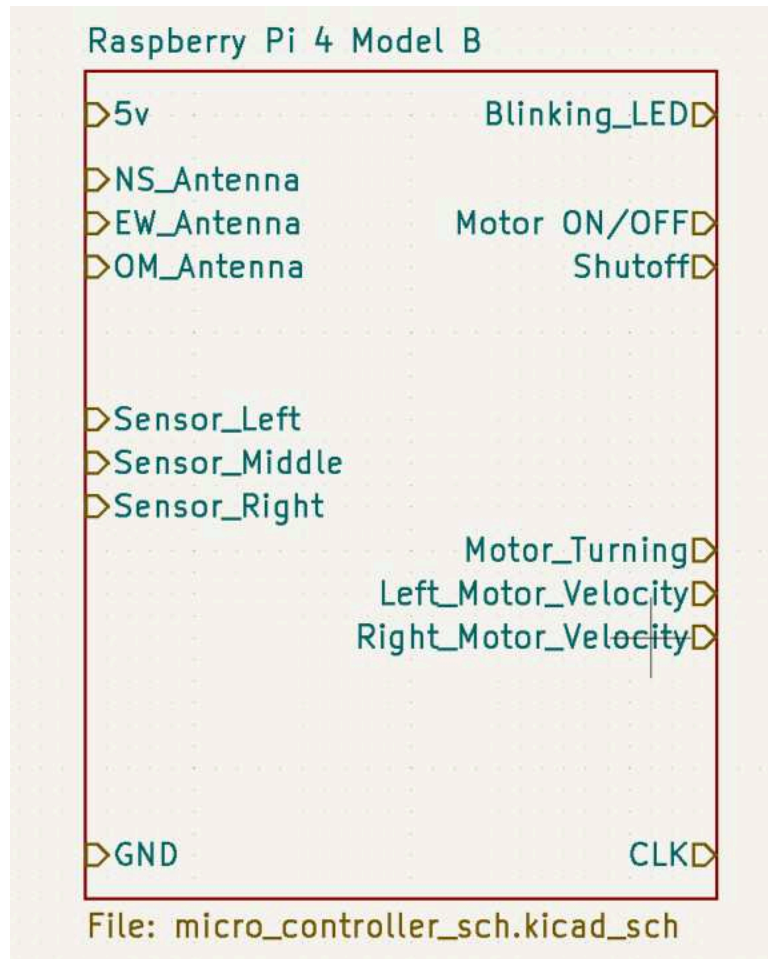 Raspberry Pi 4 Model B
5v
Blinking_LED
NS_Antenna
EW_Antenna
Motor ON/OFF
OM_Antenna
Shutoff
Sensor_Left
Sensor_Middle
Sensor_Right
Motor_Turning
Left_Motor_Velocity
Right_Motor_Velocity
GND
CLK
File: micro_controller_sch.kicad_sch